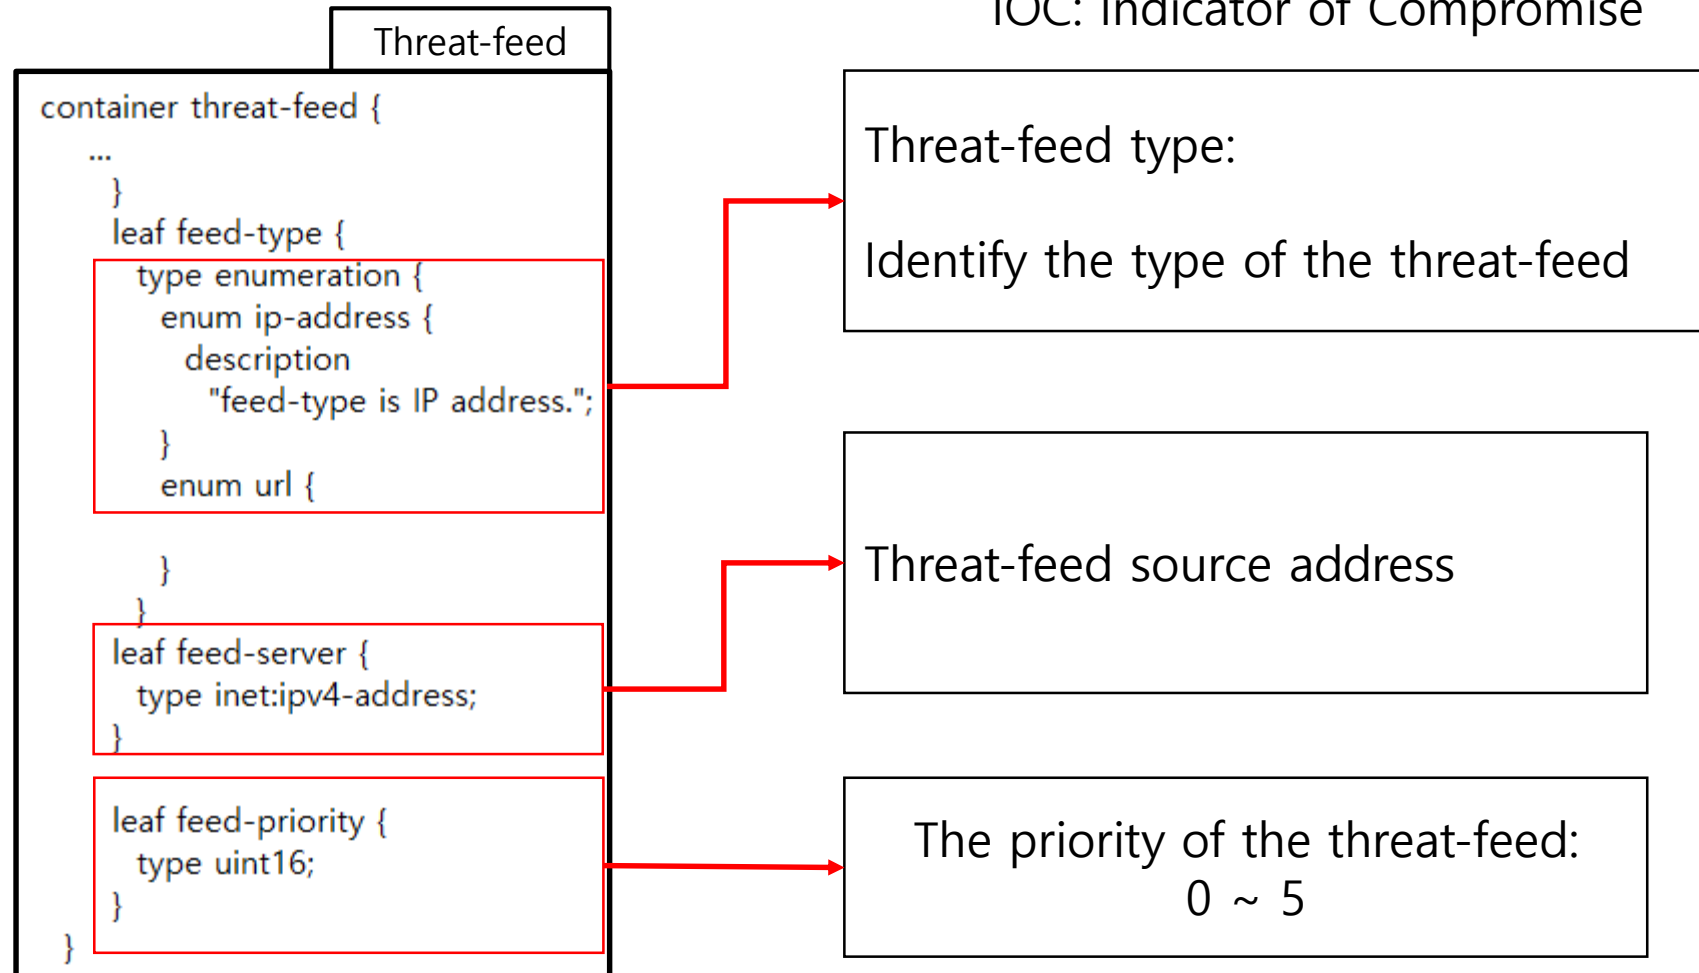 IOC: Indicator of Compromise
Threat-feed
container threat-feed {
...
}
leaf feed-type {
type enumeration {
enum ip-address {
description
"feed-type is IP address.";
}
enum url {
}
}
leaf feed-server {
type inet:ipv4-address;
}
leaf feed-priority {
type uint16;
}
}
Threat-feed type:
Identify the type of the threat-feed
Threat-feed source address
The priority of the threat-feed:
0 ~ 5